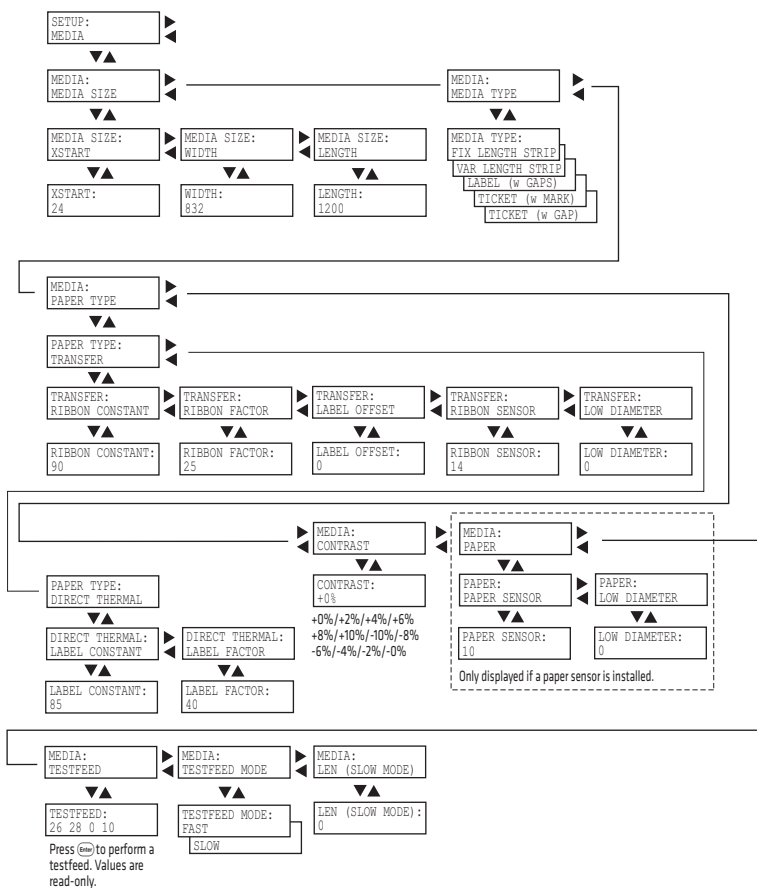 SETUP:
MEDIA
MEDIA:
MEDIA SIZE
MEDIA:
MEDIA TYPE
MEDIA SIZE:
XSTART
MEDIA SIZE:
WIDTH
MEDIA SIZE:
LENGTH
MEDIA TYPE:
FIX LENGTH STRIP
VAR LENGTH STRIP
LABEL (w GAPS)
TICKET (w MARK)
TICKET (w GAP)
XSTART:
24
WIDTH:
832
LENGTH:
1200
MEDIA:
PAPER TYPE
PAPER TYPE:
TRANSFER
TRANSFER:
RIBBON CONSTANT
TRANSFER:
RIBBON FACTOR
TRANSFER:
LABEL OFFSET
TRANSFER:
RIBBON SENSOR
TRANSFER:
LOW DIAMETER
RIBBON CONSTANT:
90
RIBBON FACTOR:
25
LABEL OFFSET:
0
RIBBON SENSOR:
14
LOW DIAMETER:
0
MEDIA:
CONTRAST
MEDIA:
PAPER
CONTRAST:
+0%
+0%/+2%/+4%/+6%
+8%/+10%/-10%/-8%
-6%/-4%/-2%/-0%
PAPER:
PAPER SENSOR
PAPER:
LOW DIAMETER
PAPER SENSOR:
10
LOW DIAMETER:
0
Only displayed if a paper sensor is installed.
PAPER TYPE:
DIRECT THERMAL
DIRECT THERMAL:
LABEL CONSTANT
DIRECT THERMAL:
LABEL FACTOR
LABEL CONSTANT:
85
LABEL FACTOR:
40
MEDIA:
TESTFEED
MEDIA:
TESTFEED MODE
MEDIA:
LEN (SLOW MODE)
TESTFEED:
26 28 0 10
TESTFEED MODE:
FAST
SLOW
LEN (SLOW MODE):
0
Press Enter to perform a
testfeed. Values are
read-only.